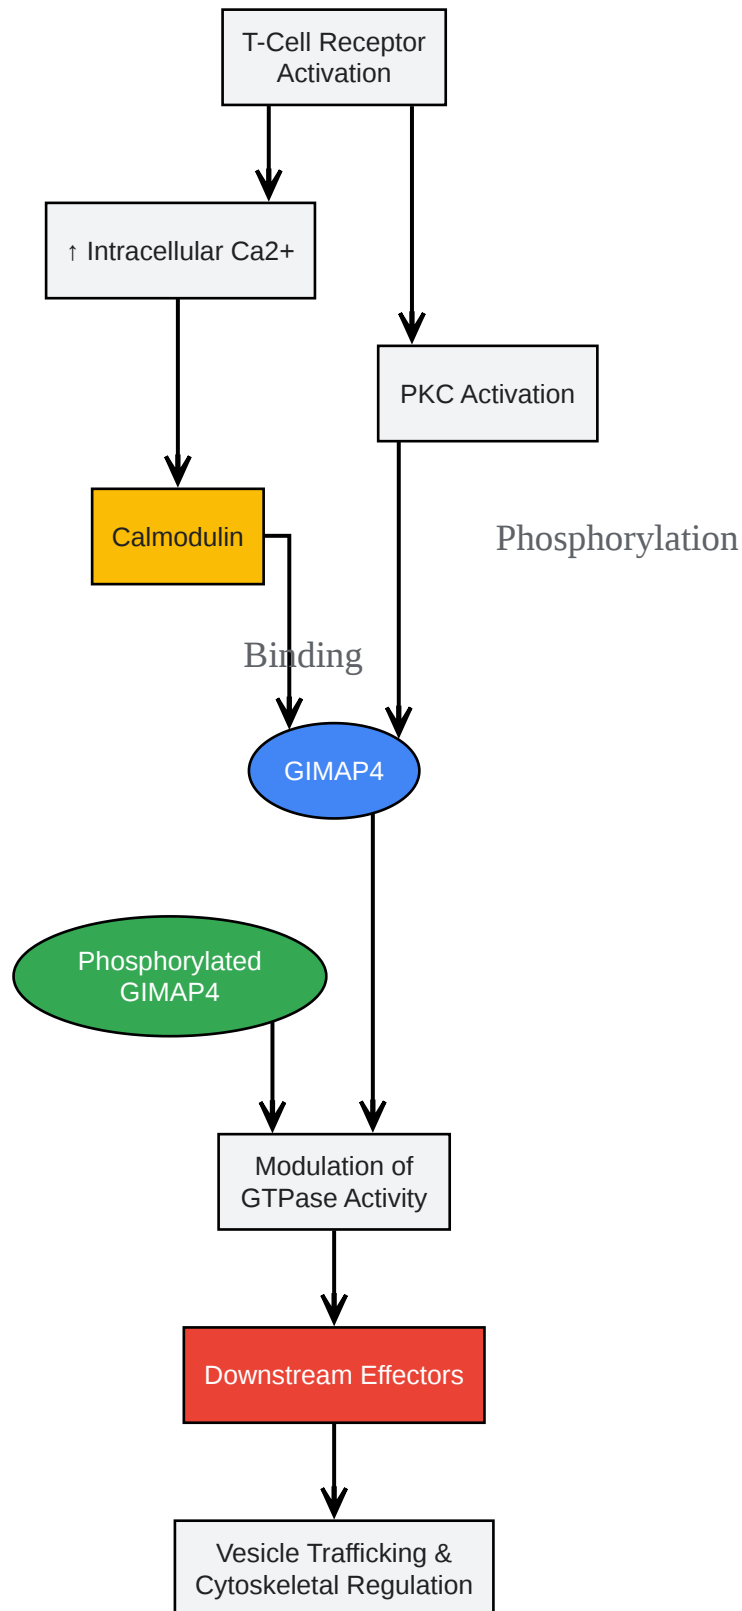 T-Cell Receptor
Activation
↑ Intracellular Ca2+
PKC Activation
Calmodulin
Phosphorylation
Binding
GIMAP4
Phosphorylated
GIMAP4
Modulation of
GTPase Activity
Downstream Effectors
Vesicle Trafficking &
Cytoskeletal Regulation